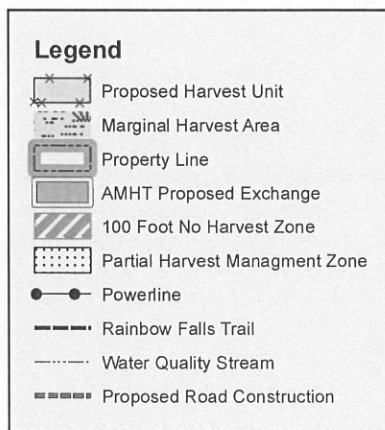 Legend
Proposed Harvest Unit
Marginal Harvest Area
Property Line
AMHT Proposed Exchange
100 Foot No Harvest Zone
Partial Harvest Managment Zone
Powerline
Rainbow Falls Trail
Water Quality Stream
Proposed Road Construction